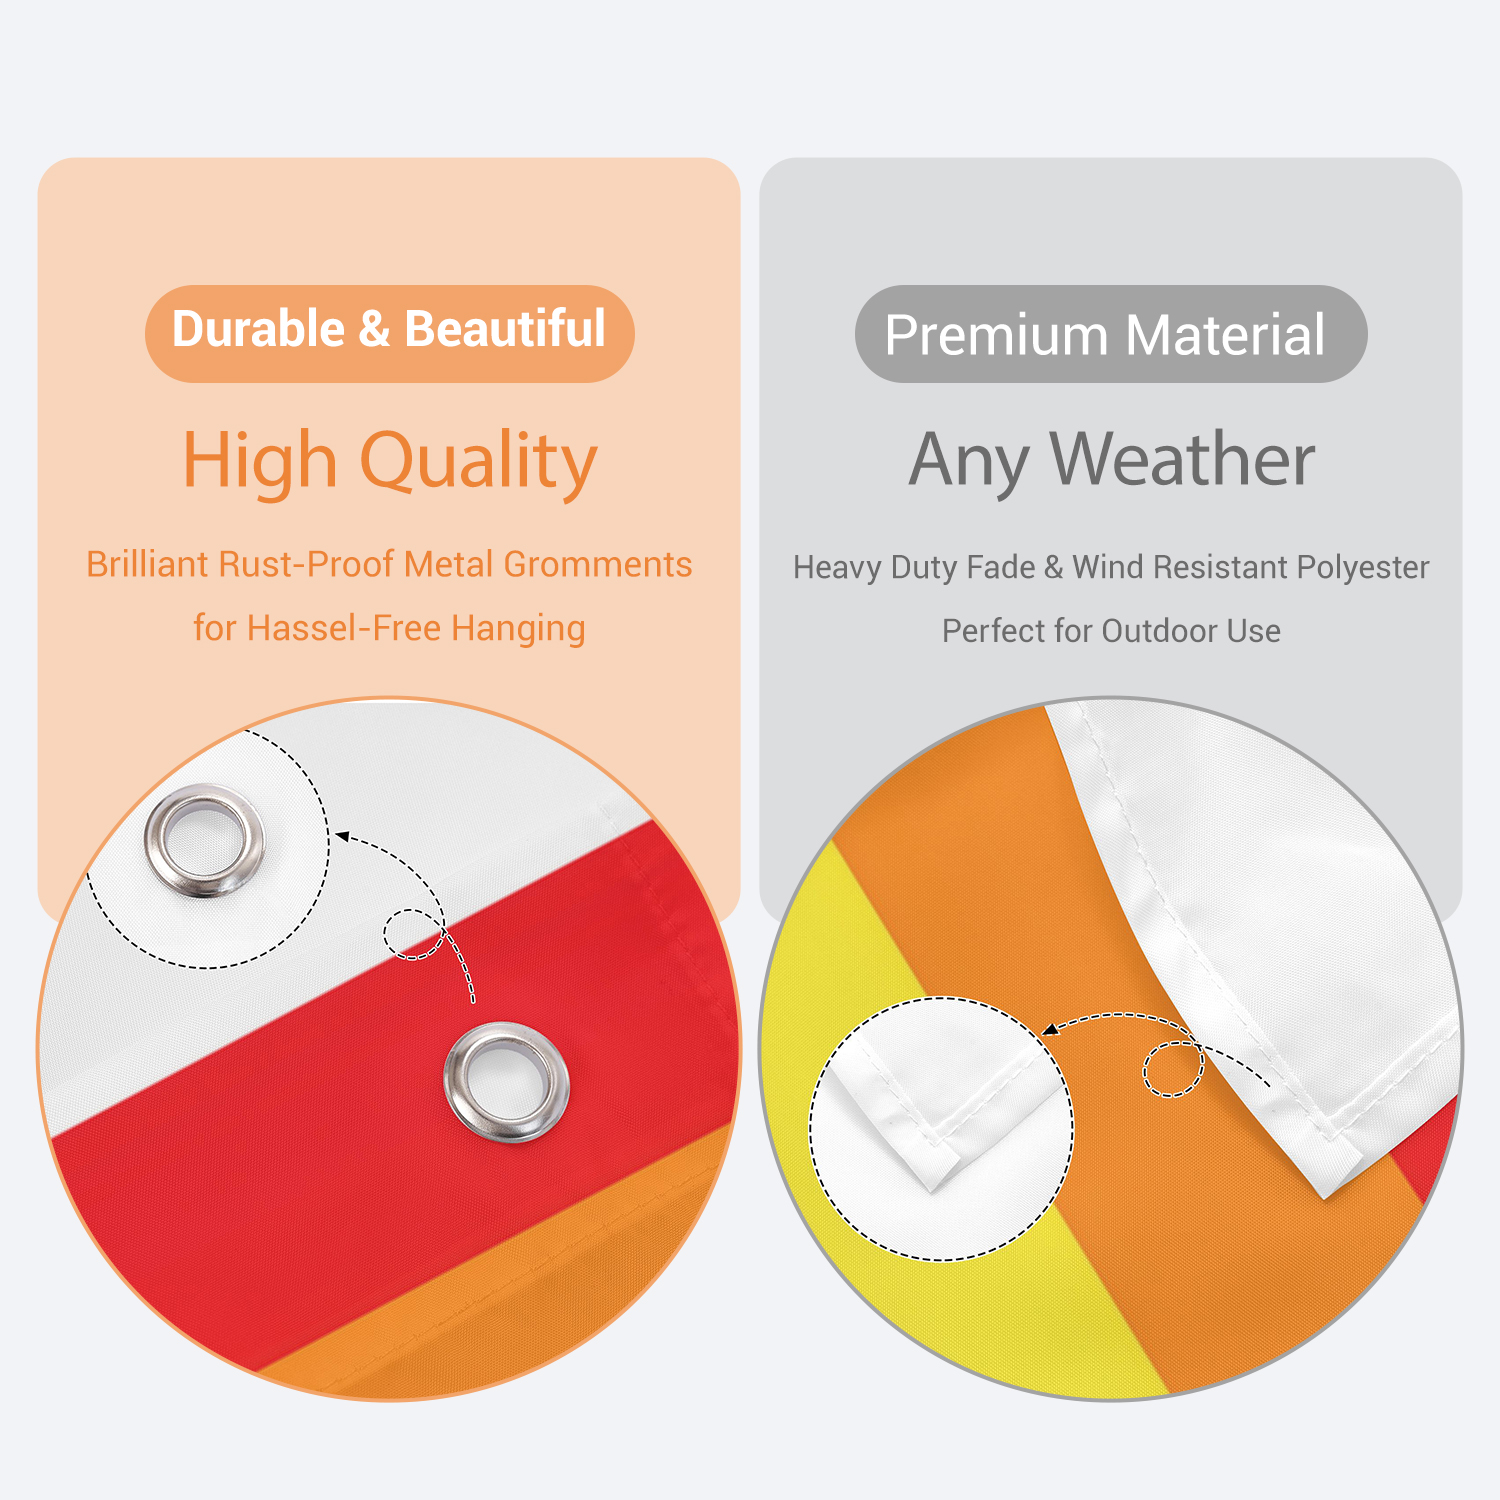 Durable & Beautiful
High Quality
Brilliant Rust-Proof Metal Gromments
for Hassel-Free Hanging
Premium Material
Any Weather
Heavy Duty Fade & Wind Resistant Polyester
Perfect for Outdoor Use